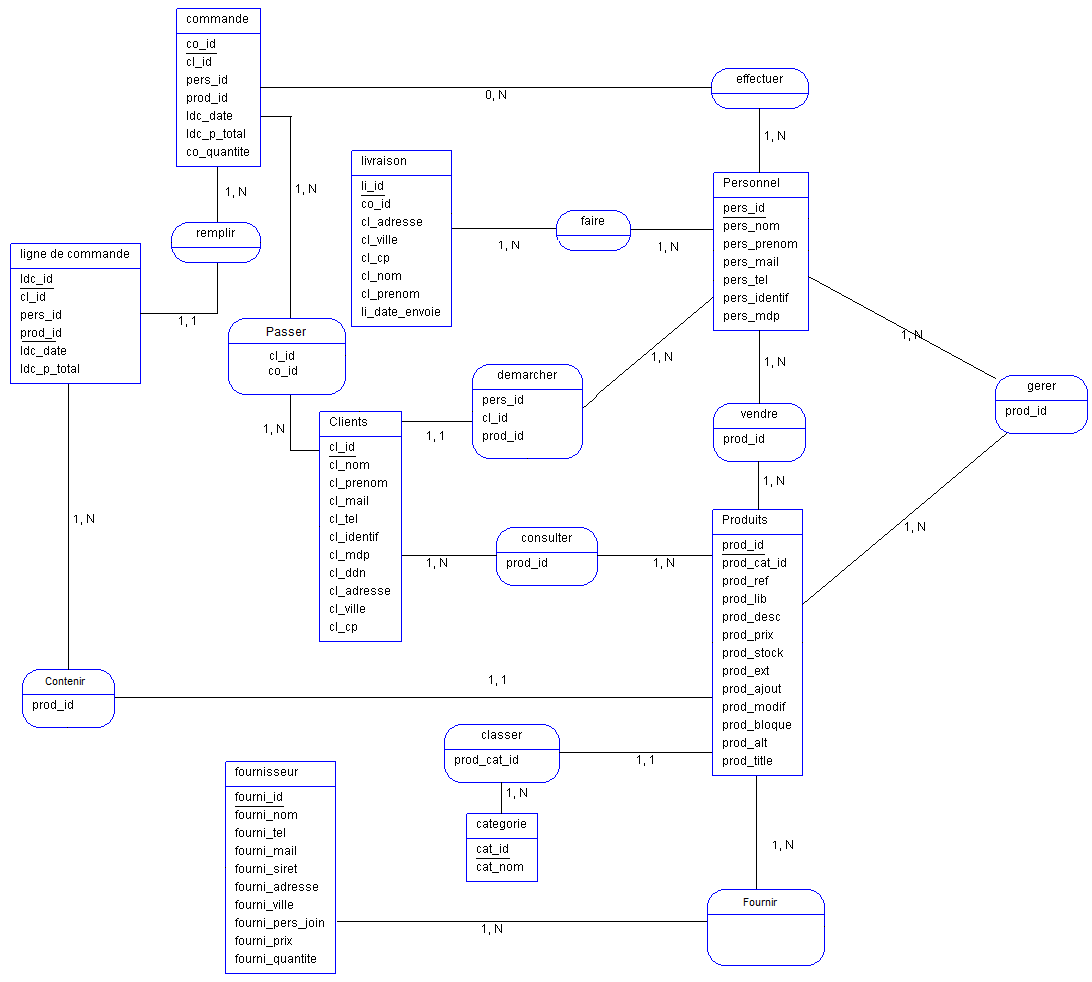 commande
co_id
cl_id
pers_id
prod_id
ldc_date
ldc_p_total
co_quantite
effectuer
0, N
1, N
1, N
1, N
remplir
livraison
li_id
co_id
cl_adresse
cl_ville
cl_cp
cl_nom
cl_prenom
li_date_envoie
faire
1, N
1, N
Personnel
pers_id
pers_nom
pers_prenom
pers_mail
pers_tel
pers_identif
pers_mdp
ligne de commande
ldc_id
cl_id
pers_id
prod_id
ldc_date
ldc_p_total
1, 1
Passer
cl_id
co_id
1, N
1, N
1, N
1, N
demarcher
pers_id
cl_id
prod_id
1, 1
gerer
prod_id
vendre
prod_id
1, N
1, N
Clients
cl_id
cl_nom
cl_prenom
cl_mail
cl_tel
cl_identif
cl_mdp
cl_ddn
cl_adresse
cl_ville
cl_cp
consulter
prod_id
1, N
1, N
Produits
prod_id
prod_cat_id
prod_ref
prod_lib
prod_desc
prod_prix
prod_stock
prod_ext
prod_ajout
prod_modif
prod_bloque
prod_alt
prod_title
1, N
Contenir
prod_id
1, 1
classer
prod_cat_id
1, 1
1, N
categorie
cat_id
cat_nom
fournisseur
fourni_id
fourni_nom
fourni_tel
fourni_mail
fourni_siret
fourni_adresse
fourni_ville
fourni_pers_join
fourni_prix
fourni_quantite
1, N
1, N
Fournir